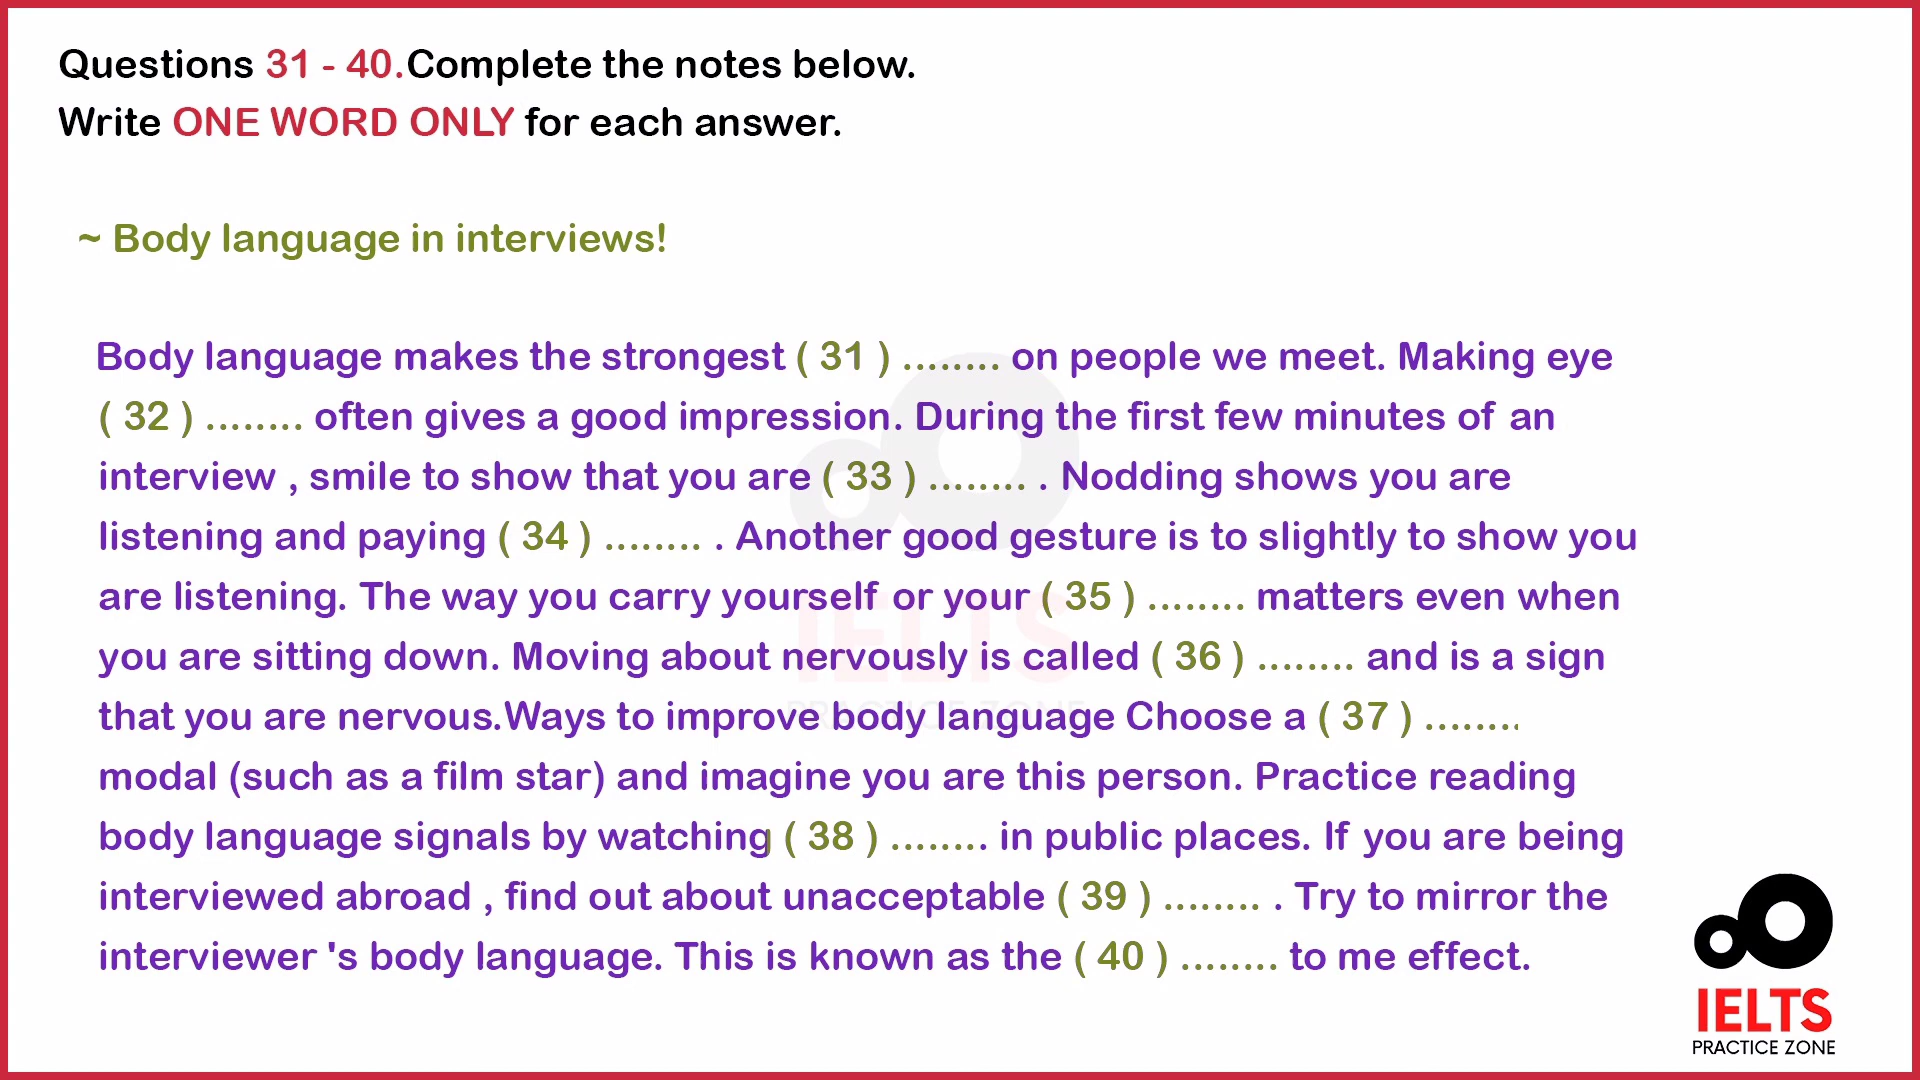 Questions 31 - 40.Complete the notes below.
Write ONE WORD ONLY for each answer.
~ Body language in interviews!
Body language makes the strongest ( 31 ) ........ on people we meet. Making eye
( 32 ) ........ often gives a good impression. During the first few minutes of an
interview , smile to show that you are ( 33 ) ........ . Nodding shows you are
listening and paying ( 34 ) ........ . Another good gesture is to slightly to show you
are listening. The way you carry yourself or your ( 35 ) ........ matters even when
you are sitting down. Moving about nervously is called ( 36 ) ........ and is a sign
that you are nervous.Ways to improve body language Choose a ( 37 ) ........
modal (such as a film star) and imagine you are this person. Practice reading
body language signals by watching ( 38 ) ........ in public places. If you are being
interviewed abroad , find out about unacceptable ( 39 ) ........ . Try to mirror the
interviewer 's body language. This is known as the ( 40 ) ........ to me effect.
IELTS
PRACTICE ZONE
IELTS
PRACTICE ZONE